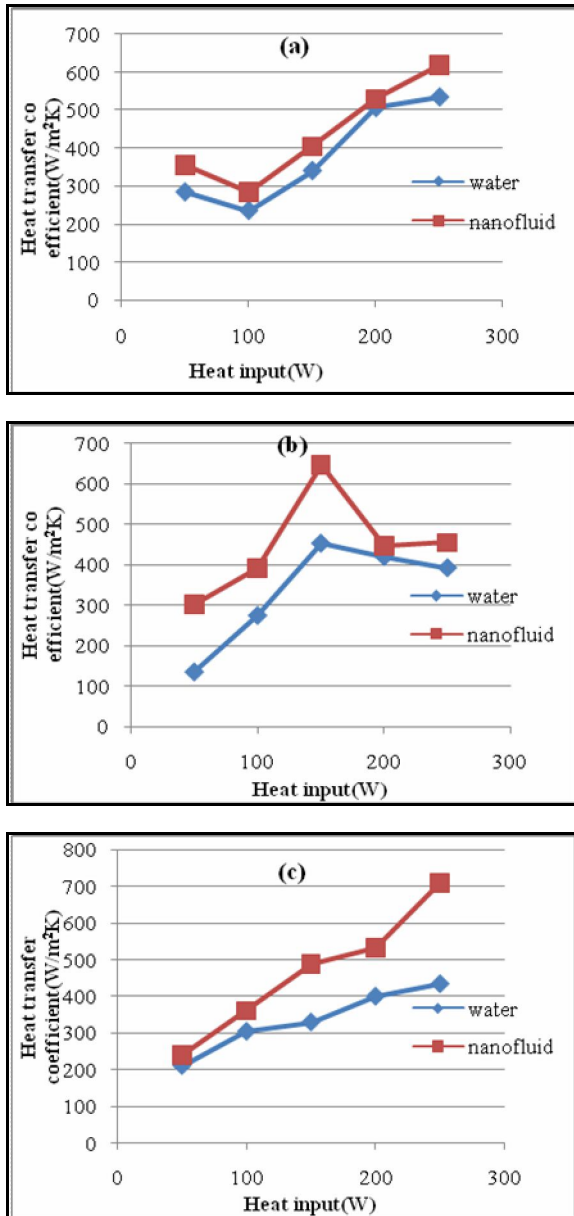 (a)
700
600
500
400
300
200
100
0
0 100 200 300
Heat transfer co
efficient(W/m²K)
Heat input(W)
water
nanofluid
(b)
700
600
500
400
300
200
100
0
0 100 200 300
Heat transfer co
efficient(W/m²K)
Heat input(W)
water
nanofluid
(c)
800
700
600
500
400
300
200
100
0
0 100 200 300
Heat transfer
coefficient(W/m²K)
Heat input(W)
water
nanofluid